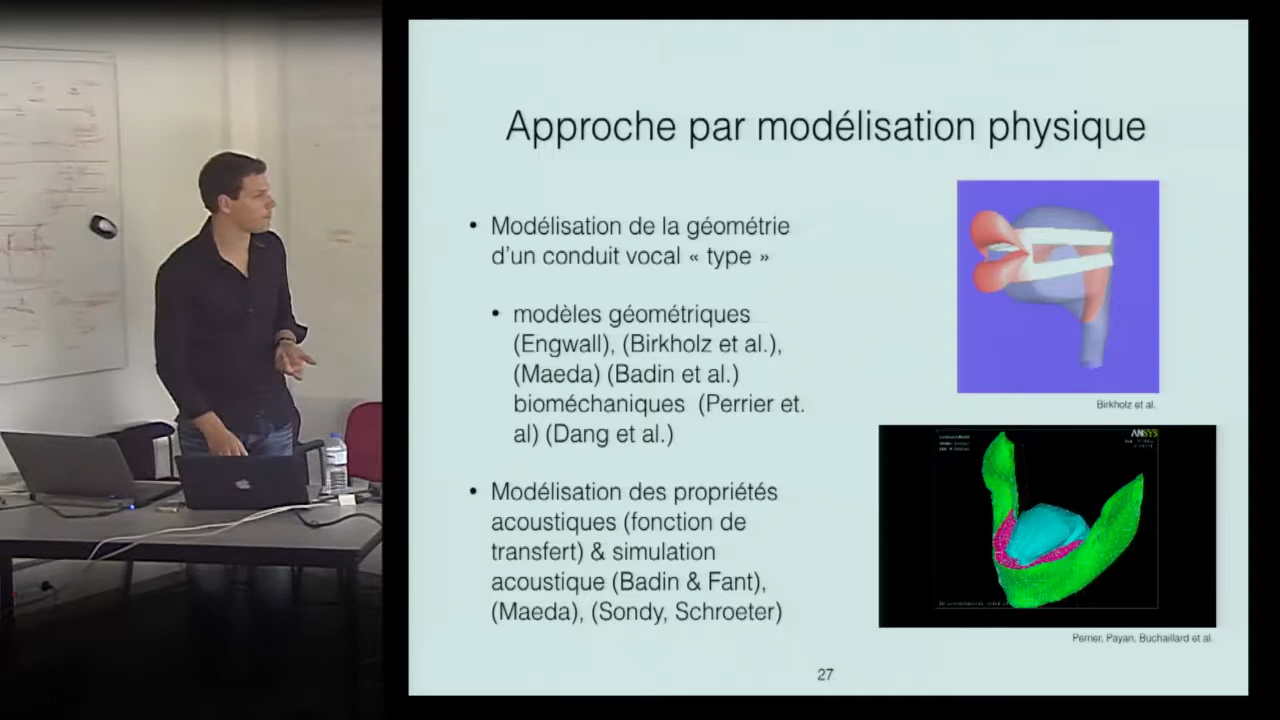 Approche par modélisation physique
• Modélisation de la géométrie
d'un conduit vocal « type »
• modèles géométriques
(Engwall), (Birkholz et al.),
(Maeda) (Badin et al.)
bioméchaniques (Perrier et.
al) (Dang et al.)
• Modélisation des propriétés
acoustiques (fonction de
transfert) & simulation
acoustique (Badin & Fant),
(Maeda), (Sondy, Schroeter)
Birkholz et al.
ANSYS
Perrier, Payan, Buchaillard et al.
27